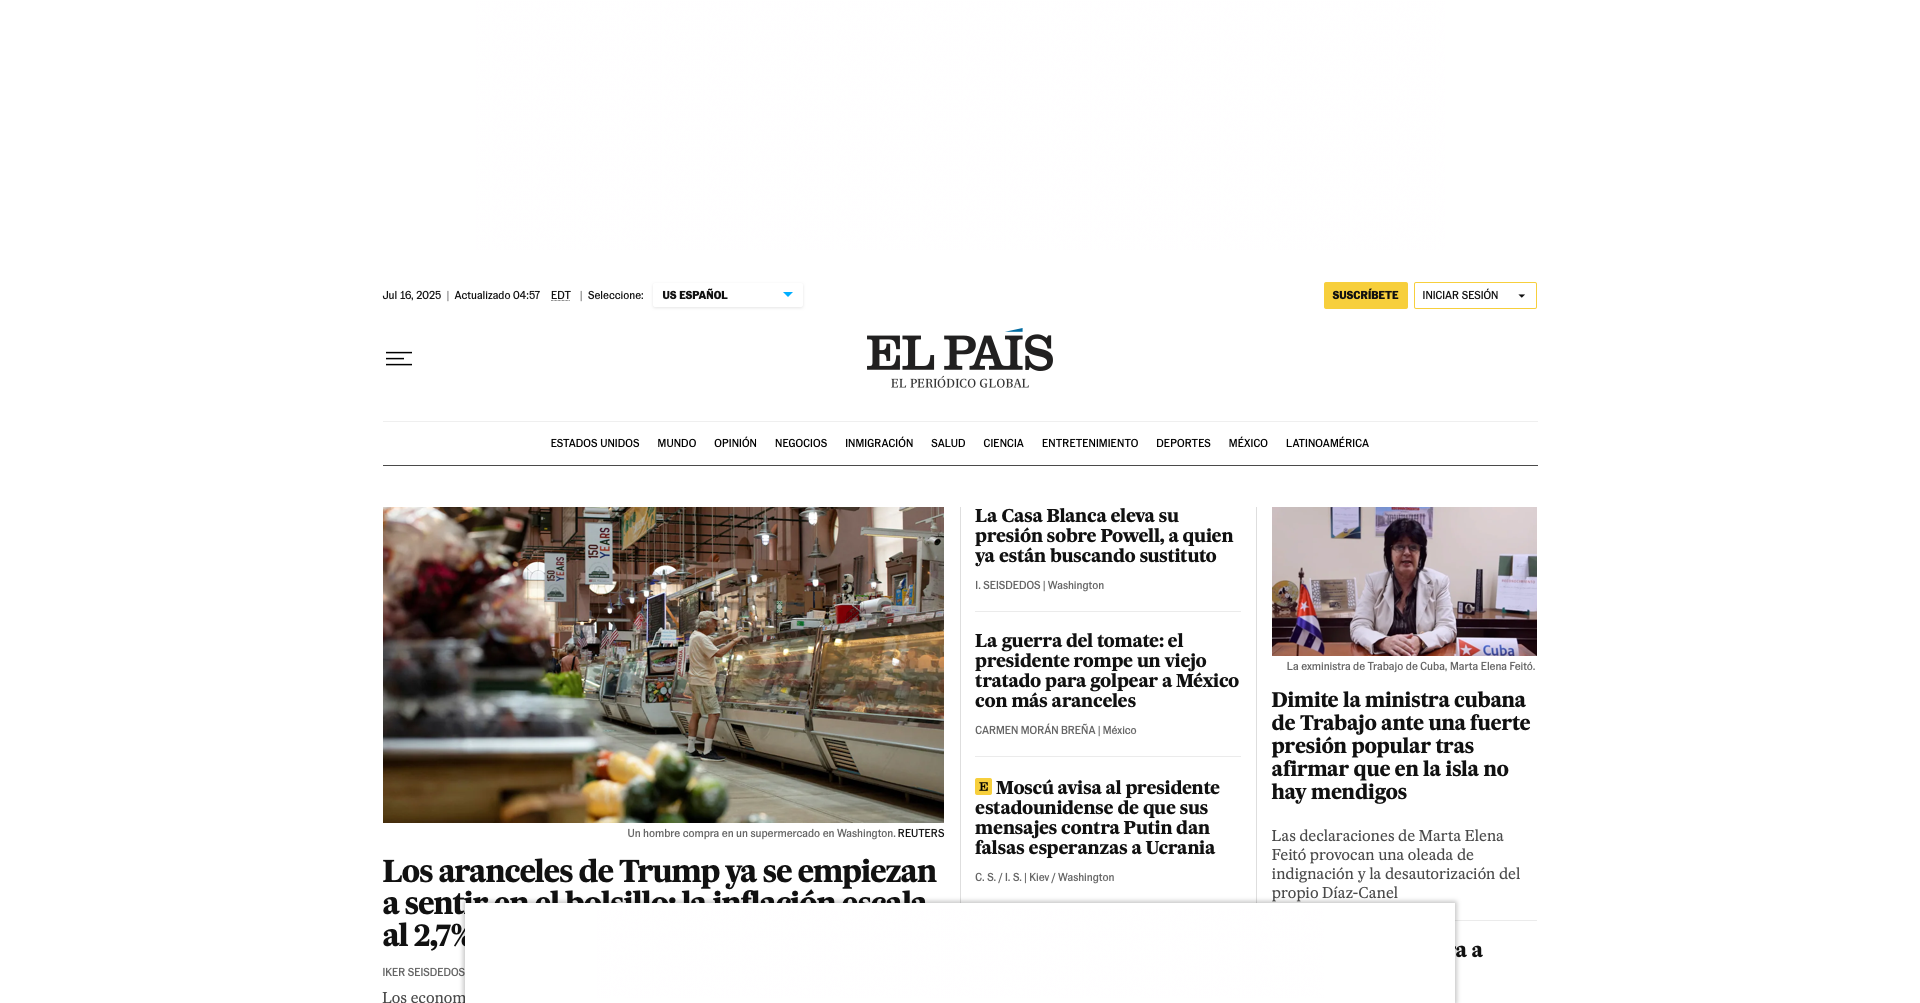 Jul 16, 2025 | Actualizado 04:57 EDT | Seleccione: US ESPAÑOL
SUSCRÍBETE
INICIAR SESIÓN
EL PAÍS
EL PERIÓDICO GLOBAL
ESTADOS UNIDOS MUNDO OPINIÓN NEGOCIOS INMIGRACIÓN SALUD CIENCIA ENTRETENIMIENTO DEPORTES MÉXICO LATINOAMÉRICA
150 YEARS
150 YEARS
Un hombre compra en un supermercado en Washington. REUTERS
Los aranceles de Trump ya se empiezan
a sentir en el bolsillo: la inflación escala
al 2,7%
IKER SEISDEDOS
Los econom
La Casa Blanca eleva su
presión sobre Powell, a quien
ya están buscando sustituto
I. SEISDEDOS | Washington
La guerra del tomate: el
presidente rompe un viejo
tratado para golpear a México
con más aranceles
CARMEN MORÁN BREÑA | México
E Moscú avisa al presidente
estadounidense de que sus
mensajes contra Putin dan
falsas esperanzas a Ucrania
C. S. / I. S. | Kiev / Washington
Cuba
La exministra de Trabajo de Cuba, Marta Elena Feitó.
Dimite la ministra cubana
de Trabajo ante una fuerte
presión popular tras
afirmar que en la isla no
hay mendigos
Las declaraciones de Marta Elena
Feitó provocan una oleada de
indignación y la desautorización del
propio Díaz-Canel
a a